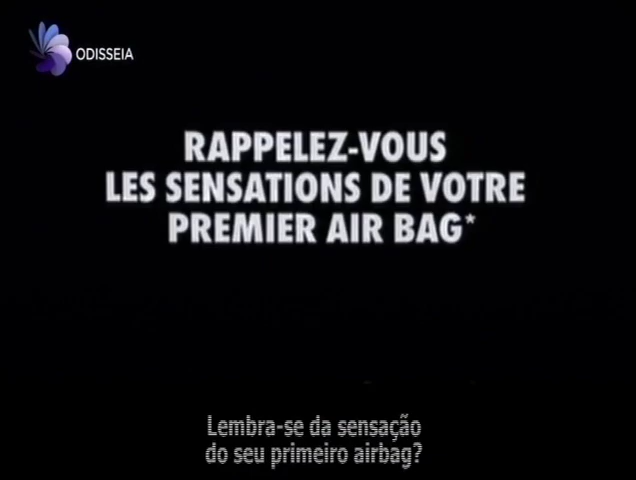 ODISSEIA
RAPPELEZ-VOUS
LES SENSATIONS DE VOTRE
PREMIER AIR BAG*
Lembra-se da sensação
do seu primeiro airbag?